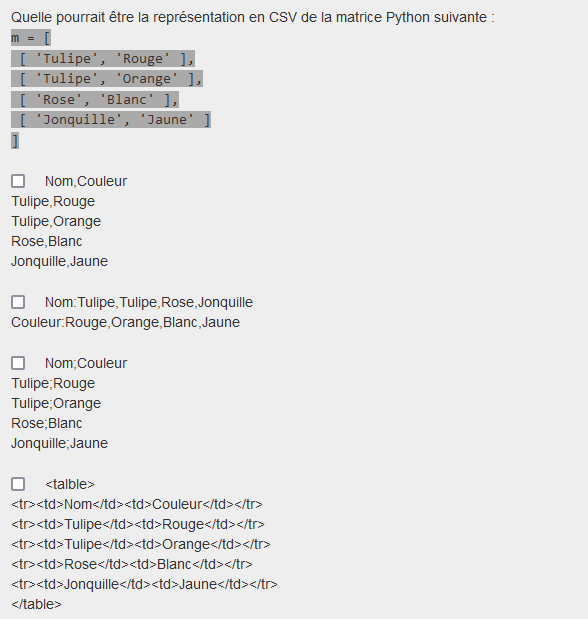 Quelle pourrait être la représentation en CSV de la matrice Python suivante :
m = [
[ 'Tulipe', 'Rouge' ],
[ 'Tulipe', 'Orange' ],
[ 'Rose', 'Blanc' ],
[ 'Jonquille', 'Jaune' ]
]
Nom,Couleur
Tulipe,Rouge
Tulipe,Orange
Rose,Blanc
Jonquille,Jaune
Nom:Tulipe,Tulipe,Rose,Jonquille
Couleur:Rouge,Orange,Blanc,Jaune
Nom;Couleur
Tulipe;Rouge
Tulipe;Orange
Rose;Blanc
Jonquille;Jaune
<talble>
<tr><td>Nom</td><td>Couleur</td></tr>
<tr><td>Tulipe</td><td>Rouge</td></tr>
<tr><td>Tulipe</td><td>Orange</td></tr>
<tr><td>Rose</td><td>Blanc</td></tr>
<tr><td>Jonquille</td><td>Jaune</td></tr>
</table>